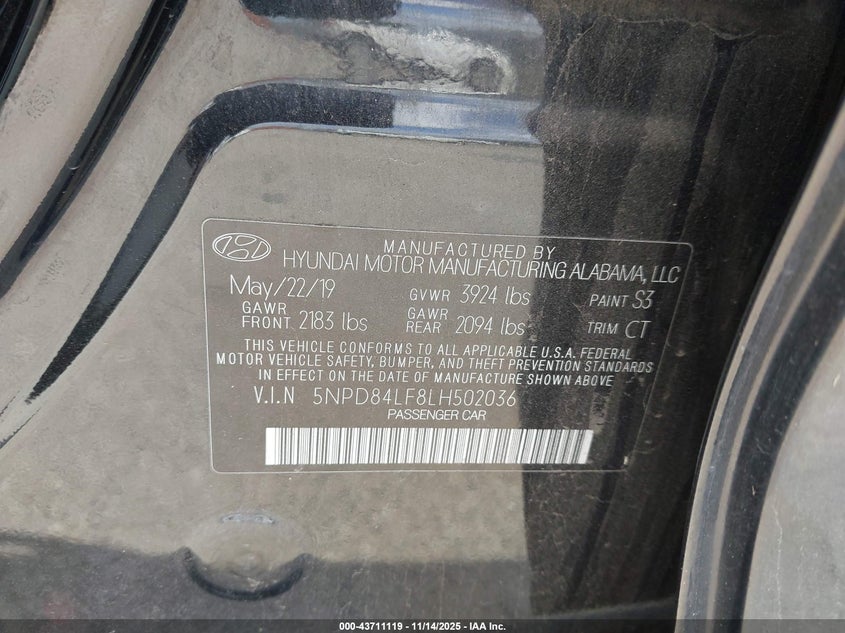 MANUFACTURED BY
HYUNDAI MOTOR MANUFACTURING ALABAMA, LLC
May/22/19 GVWR 3924 lbs PAINT S3
GAWR FRONT 2183 lbs GAWR REAR 2094 lbs TRIM CT
THIS VEHICLE CONFORMS TO ALL APPLICABLE U.S.A. FEDERAL
MOTOR VEHICLE SAFETY, BUMPER, AND THEFT PREVENTION STANDARDS
IN EFFECT ON THE DATE OF MANUFACTURE SHOWN ABOVE
V.I.N 5NPD84LF8LH502036
PASSENGER CAR
000-43711119 - 11/14/2025 - IAA Inc.